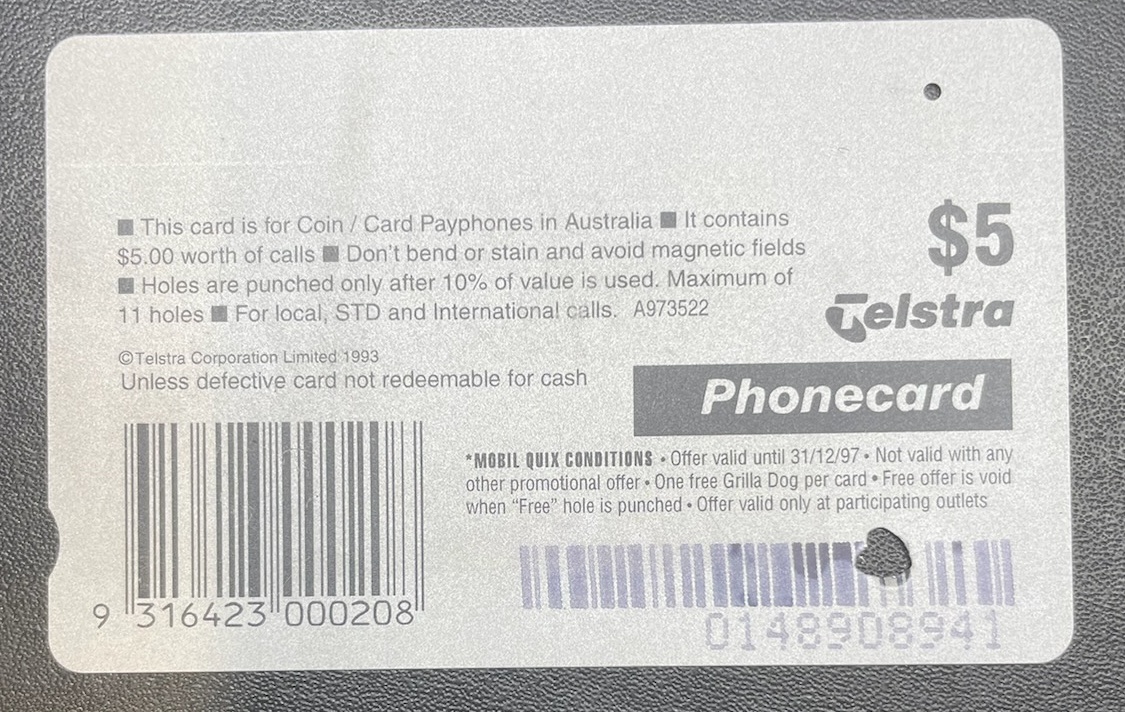 ■ This card is for Coin / Card Payphones in Australia ■ It contains
$5.00 worth of calls ■ Don't bend or stain and avoid magnetic fields
■ Holes are punched only after 10% of value is used. Maximum of
11 holes ■ For local, STD and International calls. A973522
$5
Telstra
©Telstra Corporation Limited 1993
Unless defective card not redeemable for cash
Phonecard
*MOBIL QUIX CONDITIONS • Offer valid until 31/12/97 • Not valid with any
other promotional offer • One free Grilla Dog per card • Free offer is void
when "Free" hole is punched • Offer valid only at participating outlets
9 316423 000208
0148908941